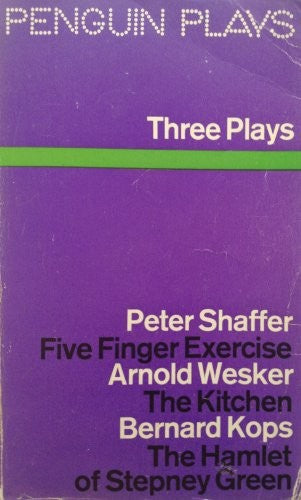 PENGUIN PLAYS
Three Plays
Peter Shaffer
Five Finger Exercise
Arnold Wesker
The Kitchen
Bernard Kops
The Hamlet
of Stepney Green